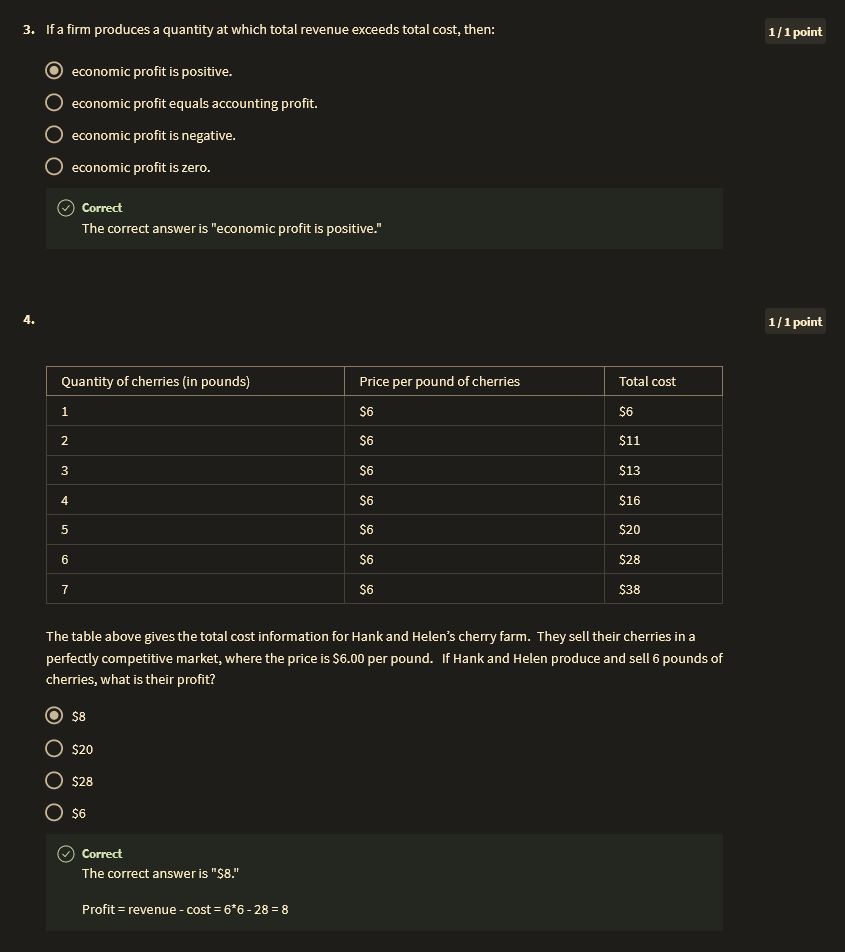 3. If a firm produces a quantity at which total revenue exceeds total cost, then:
1 / 1 point
economic profit is positive.
economic profit equals accounting profit.
economic profit is negative.
economic profit is zero.
Correct
The correct answer is "economic profit is positive."
4.
1 / 1 point
Quantity of cherries (in pounds) Price per pound of cherries Total cost
1 $6 $6
2 $6 $11
3 $6 $13
4 $6 $16
5 $6 $20
6 $6 $28
7 $6 $38
The table above gives the total cost information for Hank and Helen’s cherry farm. They sell their cherries in a
perfectly competitive market, where the price is $6.00 per pound. If Hank and Helen produce and sell 6 pounds of
cherries, what is their profit?
$8
$20
$28
$6
Correct
The correct answer is "$8."
Profit = revenue - cost = 6*6 - 28 = 8